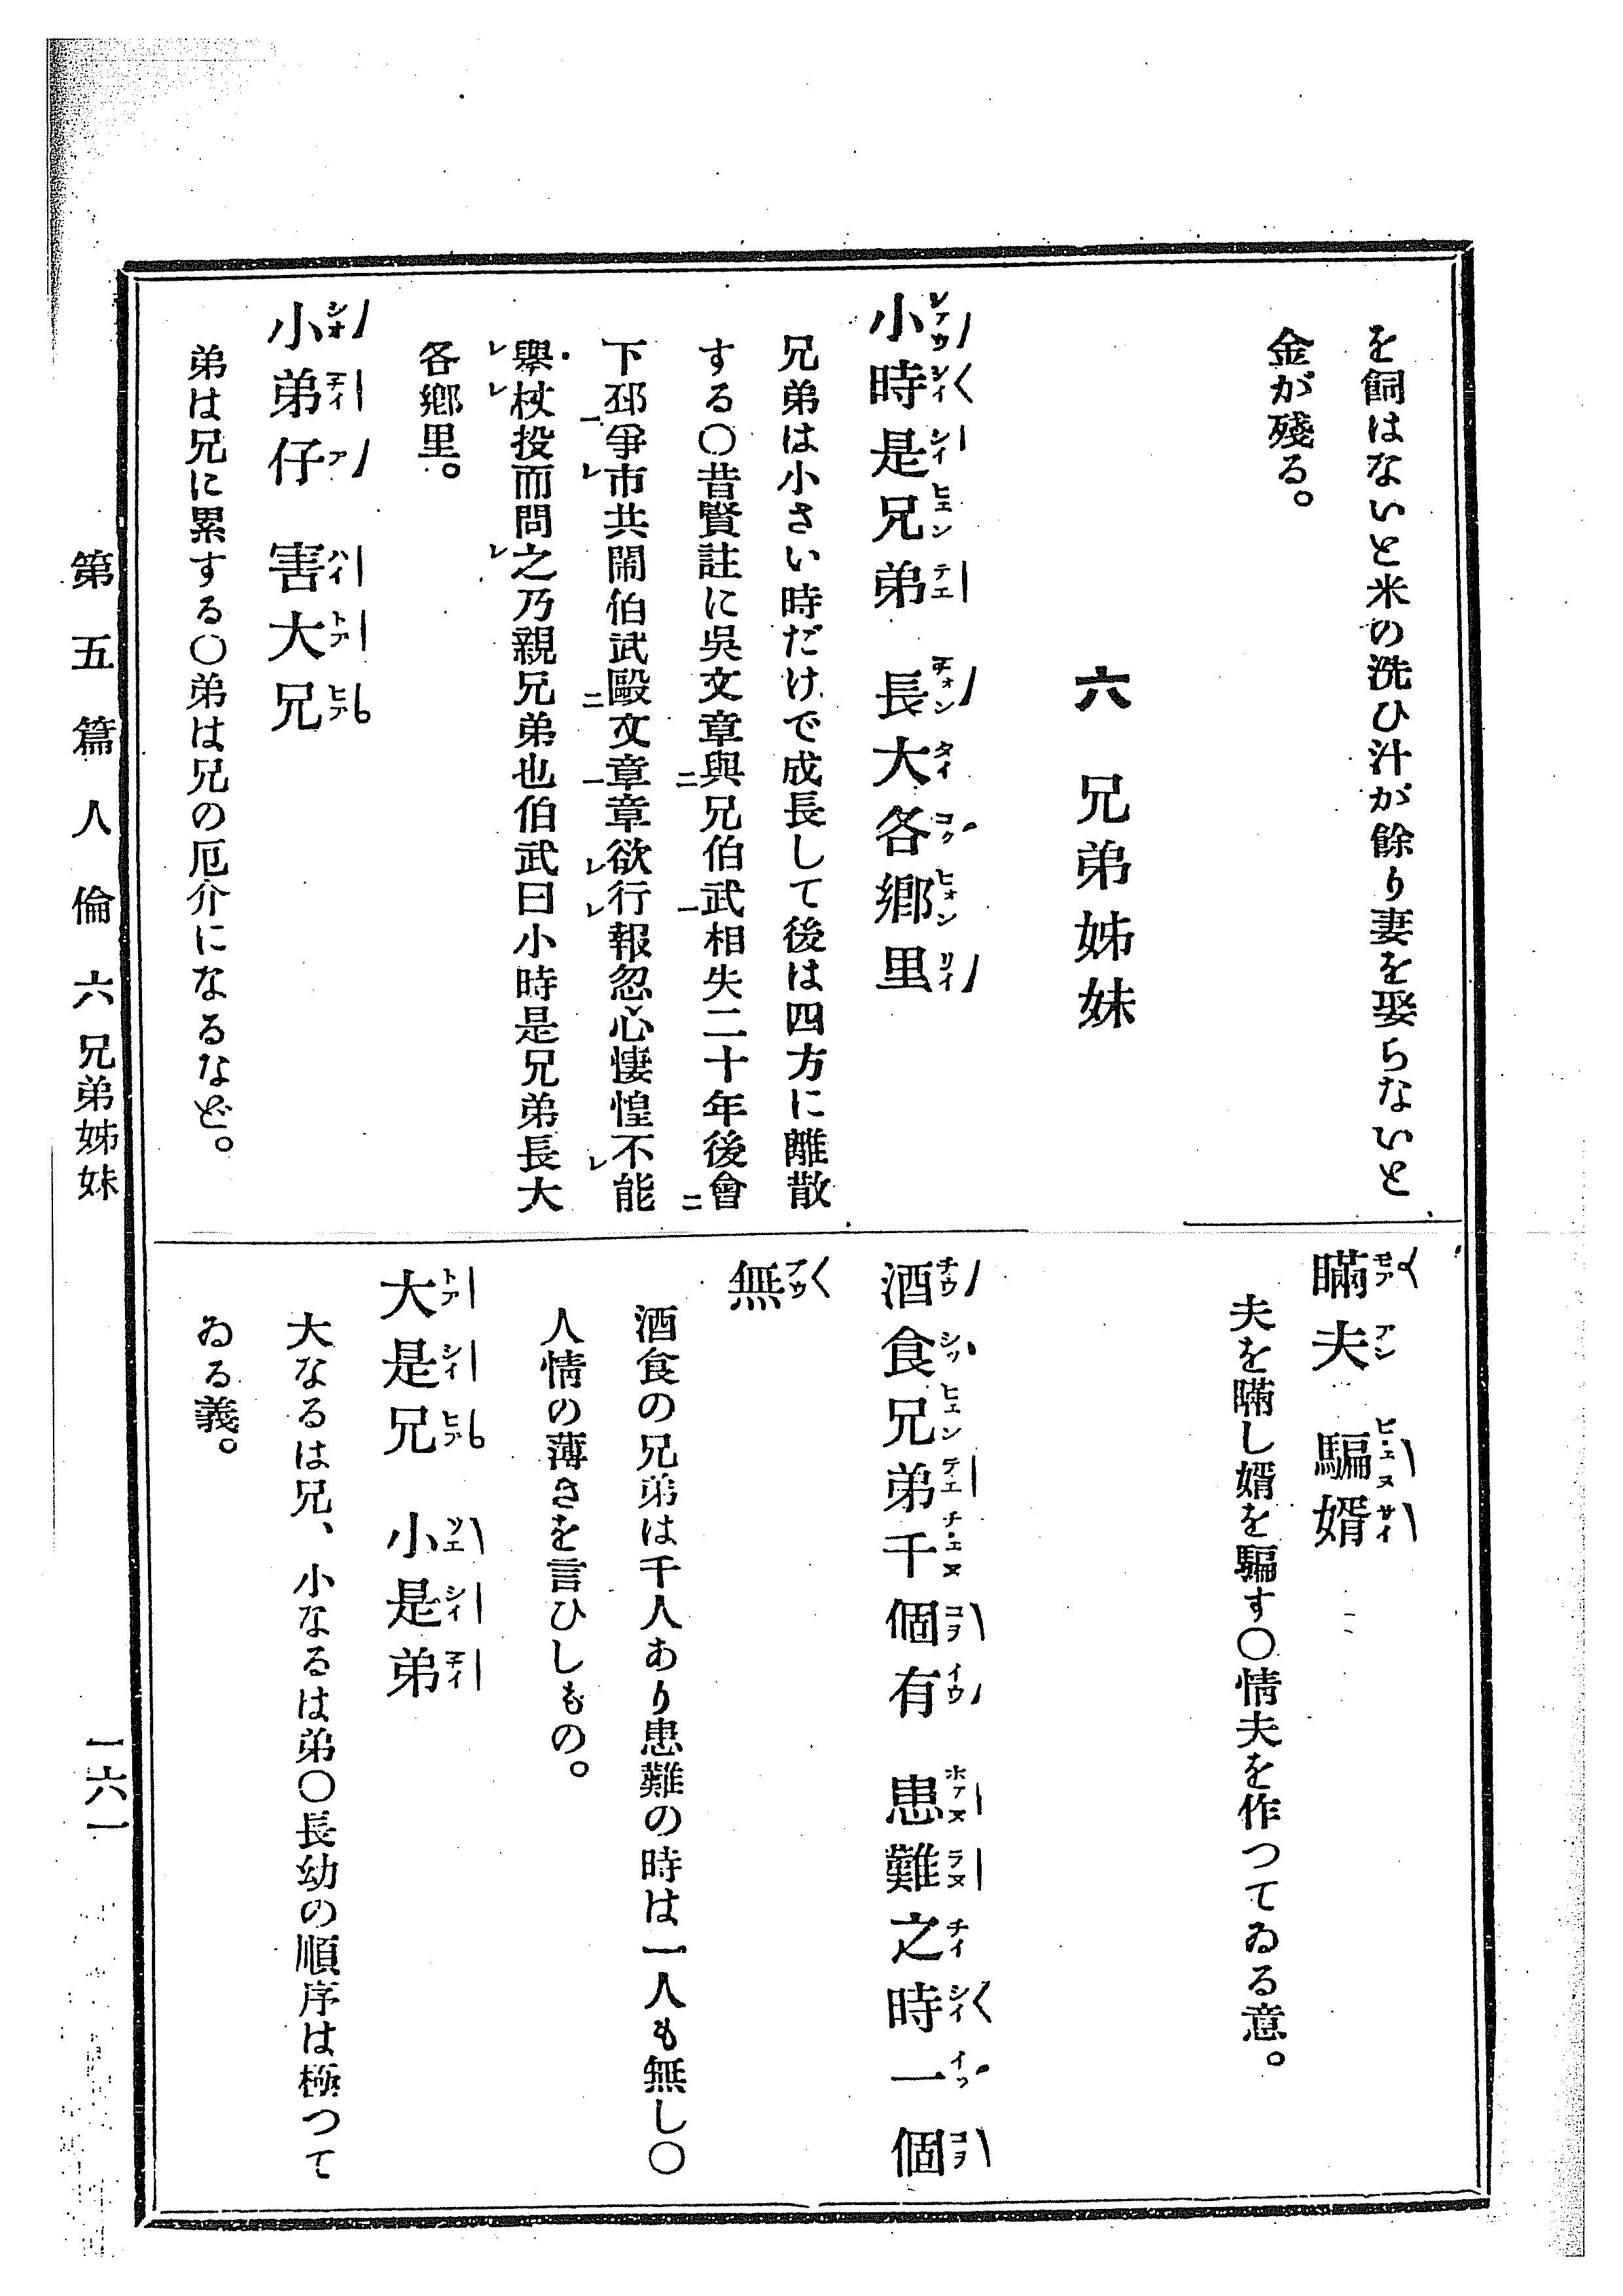 を飼はないと米の洗ひ汁が餘り妻を娶らないと
金が殘る。
六 兄弟姊妹
小時是兄弟 長大各鄉里
兄弟は小さい時だけで成長して後は四方に離散
する〇昔賢註に吳文章與兄伯武相失二十年後會
下邳爭市共鬪伯武毆文章章欲行報忽心悽惶不能
擧杖投而問之乃親兄弟也伯武曰小時是兄弟長大
各鄉里。
小弟仔 害大兄
弟は兄に累する〇弟は兄の厄介になるなど。
瞞夫 騙婿
夫を瞞し婿を騙す〇情夫を作つてゐる意。
酒食兄弟千個有 患難之時一個
無
酒食の兄弟は千人あり患難の時は一人も無し〇
人情の薄さを言ひしもの。
大是兄 小是弟
大なるは兄、小なるは弟〇長幼の順序は極つて
ゐる義。
第五篇 人倫 六 兄弟姊妹
一六一